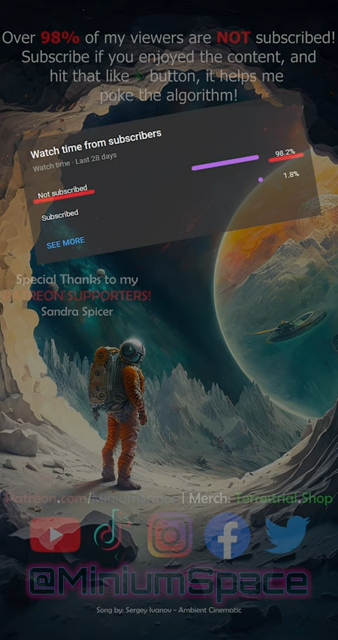 Over 98% of my viewers are NOT subscribed!
Subscribe if you enjoyed the content, and
hit that like button, it helps me
poke the algorithm!
Watch time from subscribers
Watch time · Last 28 days
Not subscribed 98.2%
Subscribed 1.8%
SEE MORE
Special Thanks to my
PATREON SUPPORTERS!
Sandra Spicer
| Merch: Terrestrial.Shop
@MiniumSpace
Song by: Sergey Ivanov - Ambient Cinematic